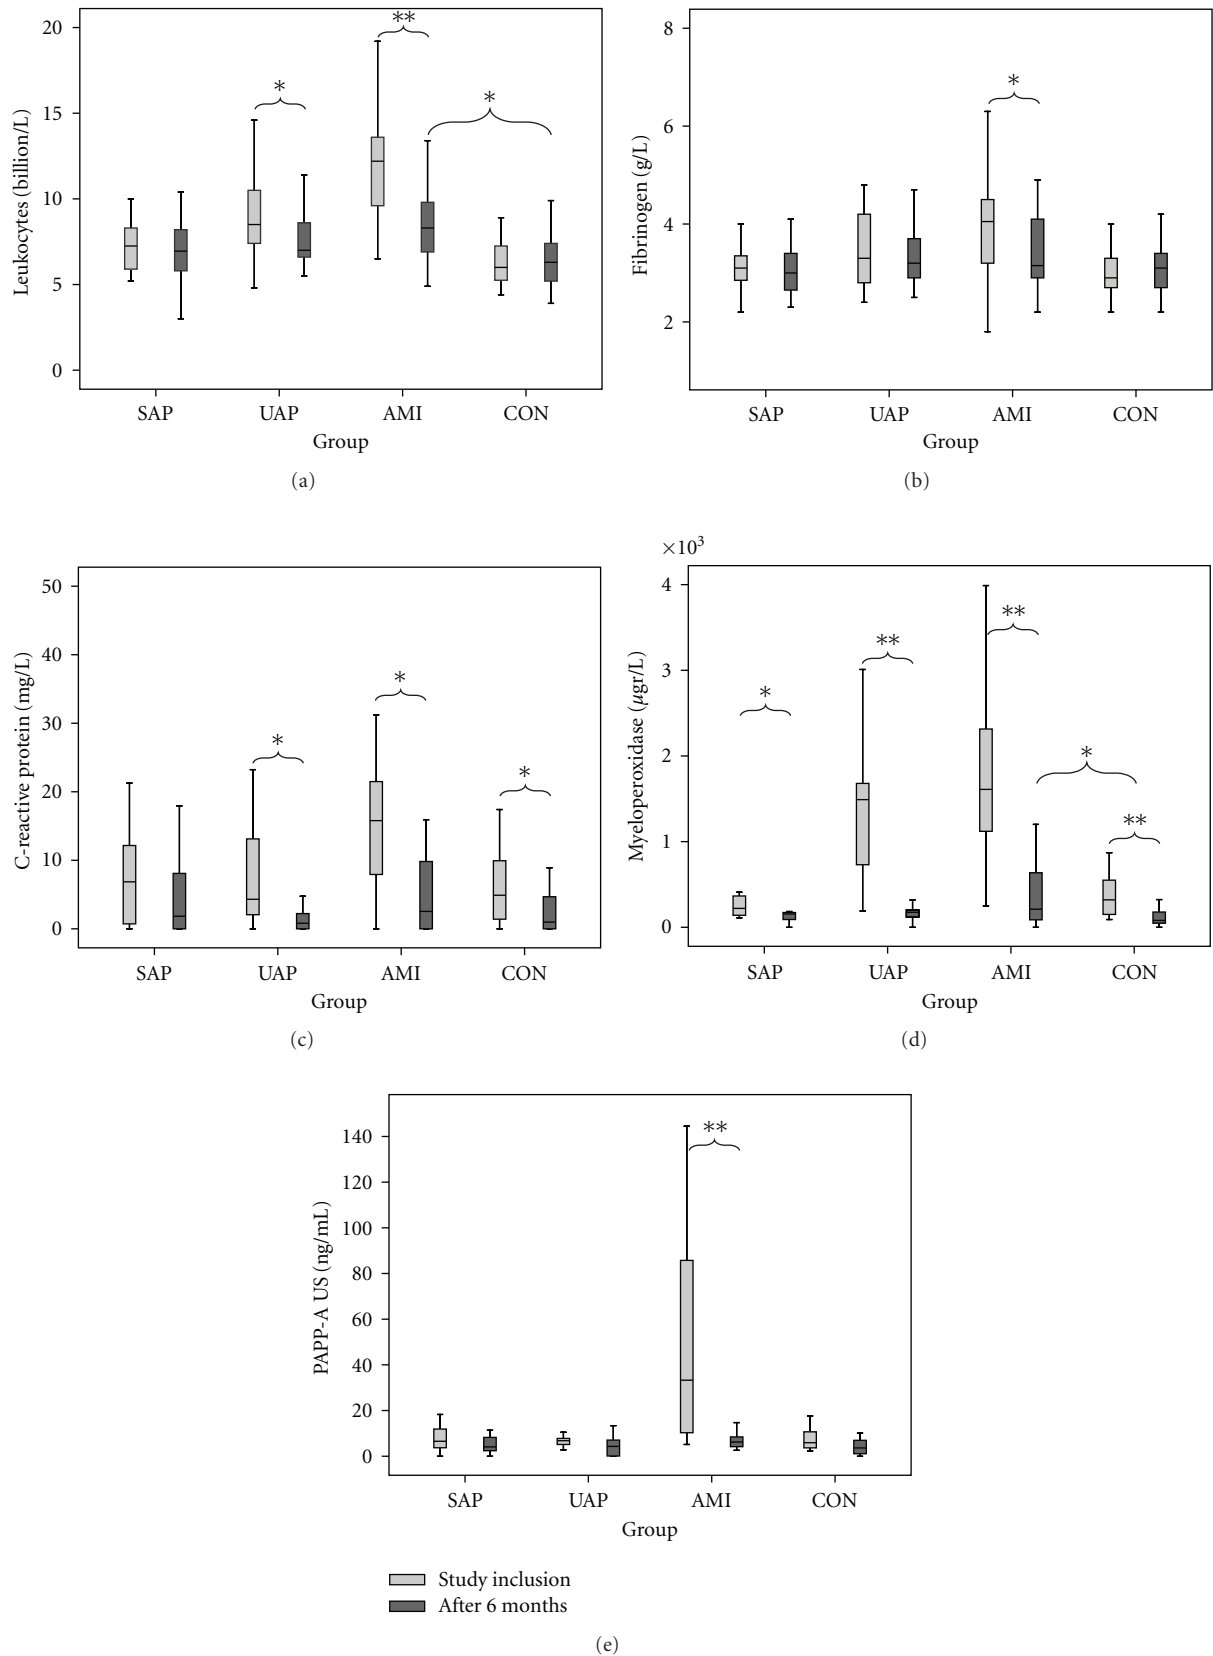 20
15
10
5
0
Leukocytes (billion/L)
*
**
*
SAP UAP AMI CON
Group
(a)
8
6
4
2
Fibrinogen (g/L)
*
SAP UAP AMI CON
Group
(b)
50
40
30
20
10
0
C-reactive protein (mg/L)
*
*
*
SAP UAP AMI CON
Group
(c)
×10³
4
3
2
1
0
Myeloperoxidase (µgr/L)
*
**
**
*
**
SAP UAP AMI CON
Group
(d)
140
120
100
80
60
40
20
0
PAPP-A US (ng/mL)
**
SAP UAP AMI CON
Group
Study inclusion
After 6 months
(e)